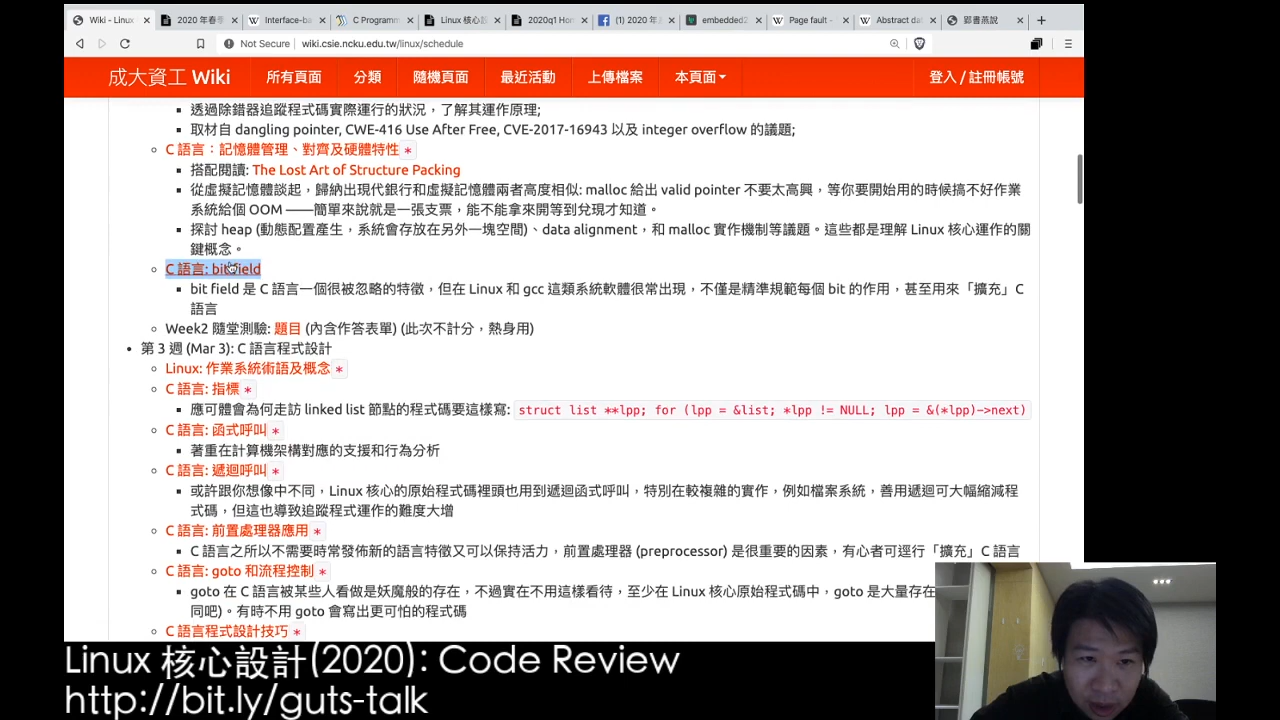 Wiki - Linux
2020 年春季
Interface-ba
C Programm
Linux 核心設
2020q1 Hom
(1) 2020 年
embedded2
Page fault -
Abstract dat
郢書燕說
Not Secure wiki.csie.ncku.edu.tw/linux/schedule
成大資工 Wiki 所有頁面 分類 隨機頁面 最近活動 上傳檔案 本頁面 登入 / 註冊帳號
透過除錯器追蹤程式碼實際運行的狀況，了解其運作原理;
取材自 dangling pointer, CWE-416 Use After Free, CVE-2017-16943 以及 integer overflow 的議題;
C 語言：記憶體管理、對齊及硬體特性 *
搭配閱讀: The Lost Art of Structure Packing
從虛擬記憶體談起，歸納出現代銀行和虛擬記憶體兩者高度相似: malloc 給出 valid pointer 不要太高興，等你要開始用的時候搞不好作業
系統給個 OOM ——簡單來說就是一張支票，能不能拿來開等到兌現才知道。
探討 heap (動態配置產生，系統會存放在另外一塊空間)、data alignment，和 malloc 實作機制等議題。這些都是理解 Linux 核心運作的關
鍵概念。
C 語言: bit field
bit field 是 C 語言一個很被忽略的特徵，但在 Linux 和 gcc 這類系統軟體很常出現，不僅是精準規範每個 bit 的作用，甚至用來「擴充」C
語言
Week2 隨堂測驗: 題目 (內含作答表單) (此次不計分，熱身用)
第 3 週 (Mar 3): C 語言程式設計
Linux: 作業系統術語及概念 *
C 語言: 指標 *
應可體會為何走訪 linked list 節點的程式碼要這樣寫: struct list **lpp; for (lpp = &list; *lpp != NULL; lpp = &(*lpp)->next)
C 語言: 函式呼叫 *
著重在計算機架構對應的支援和行為分析
C 語言: 遞迴呼叫 *
或許跟你想像中不同，Linux 核心的原始程式碼裡頭也用到遞迴函式呼叫，特別在較複雜的實作，例如檔案系統，善用遞迴可大幅縮減程
式碼，但這也導致追蹤程式運作的難度大增
C 語言: 前置處理器應用 *
C 語言之所以不需要時常發佈新的語言特徵又可以保持活力，前置處理器 (preprocessor) 是很重要的因素，有心者可逕行「擴充」C 語言
C 語言: goto 和流程控制 *
goto 在 C 語言被某些人看做是妖魔般的存在，不過實在不用這樣看待，至少在 Linux 核心原始程式碼中，goto 是大量存在
同吧)。有時不用 goto 會寫出更可怕的程式碼
C 語言程式設計技巧 *
Linux 核心設計(2020): Code Review
http://bit.ly/guts-talk